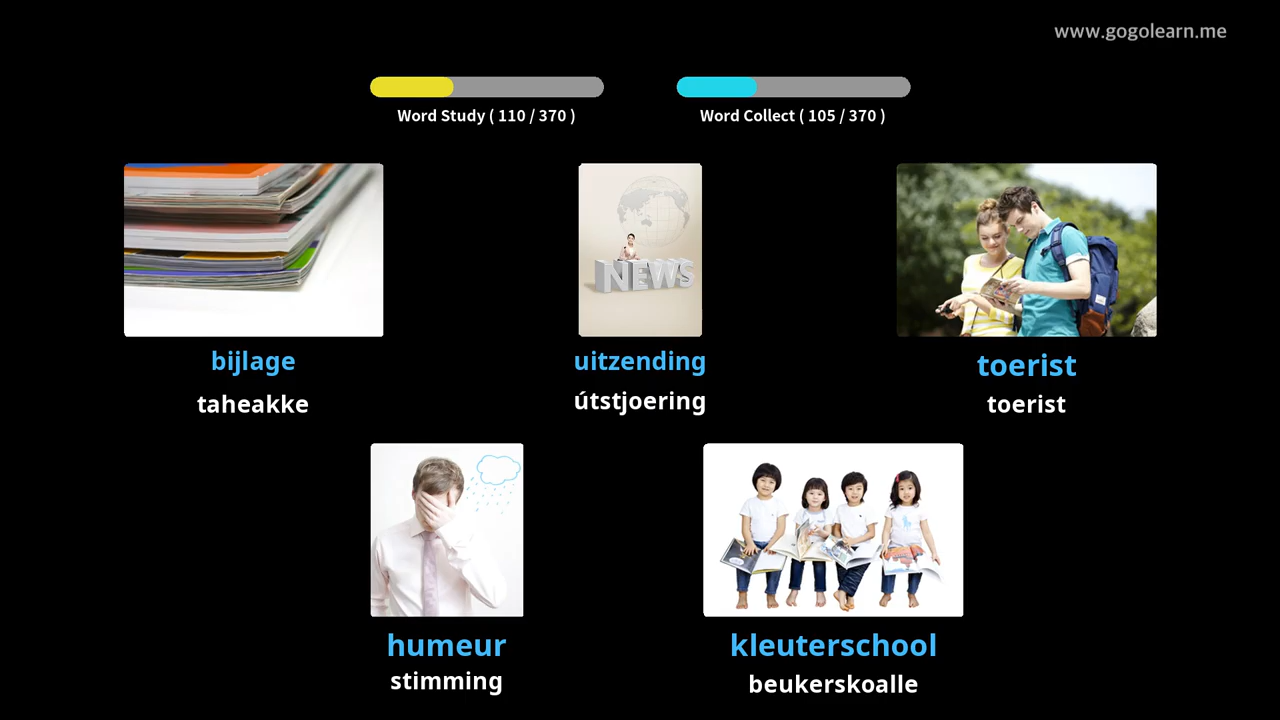 www.gogolearn.me
Word Study ( 110 / 370 )
Word Collect ( 105 / 370 )
NEWS
bijlage
taheakke
uitzending
útstjoering
toerist
toerist
humeur
stimming
kleuterschool
beukerskoalle